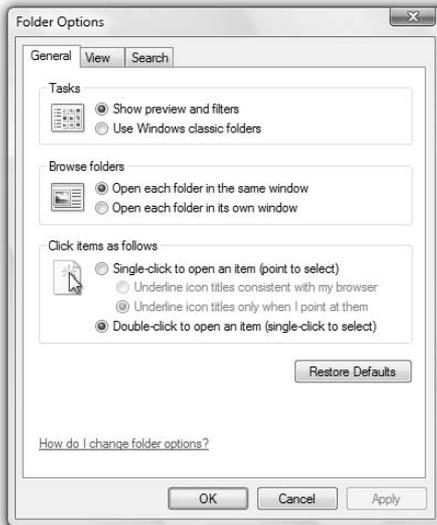 Folder Options
General View Search
Tasks
Show preview and filters
Use Windows classic folders
Browse folders
Open each folder in the same window
Open each folder in its own window
Click items as follows
Single-click to open an item (point to select)
Underline icon titles consistent with my browser
Underline icon titles only when I point at them
Double-click to open an item (single-click to select)
Restore Defaults
How do I change folder options?
OK Cancel Apply